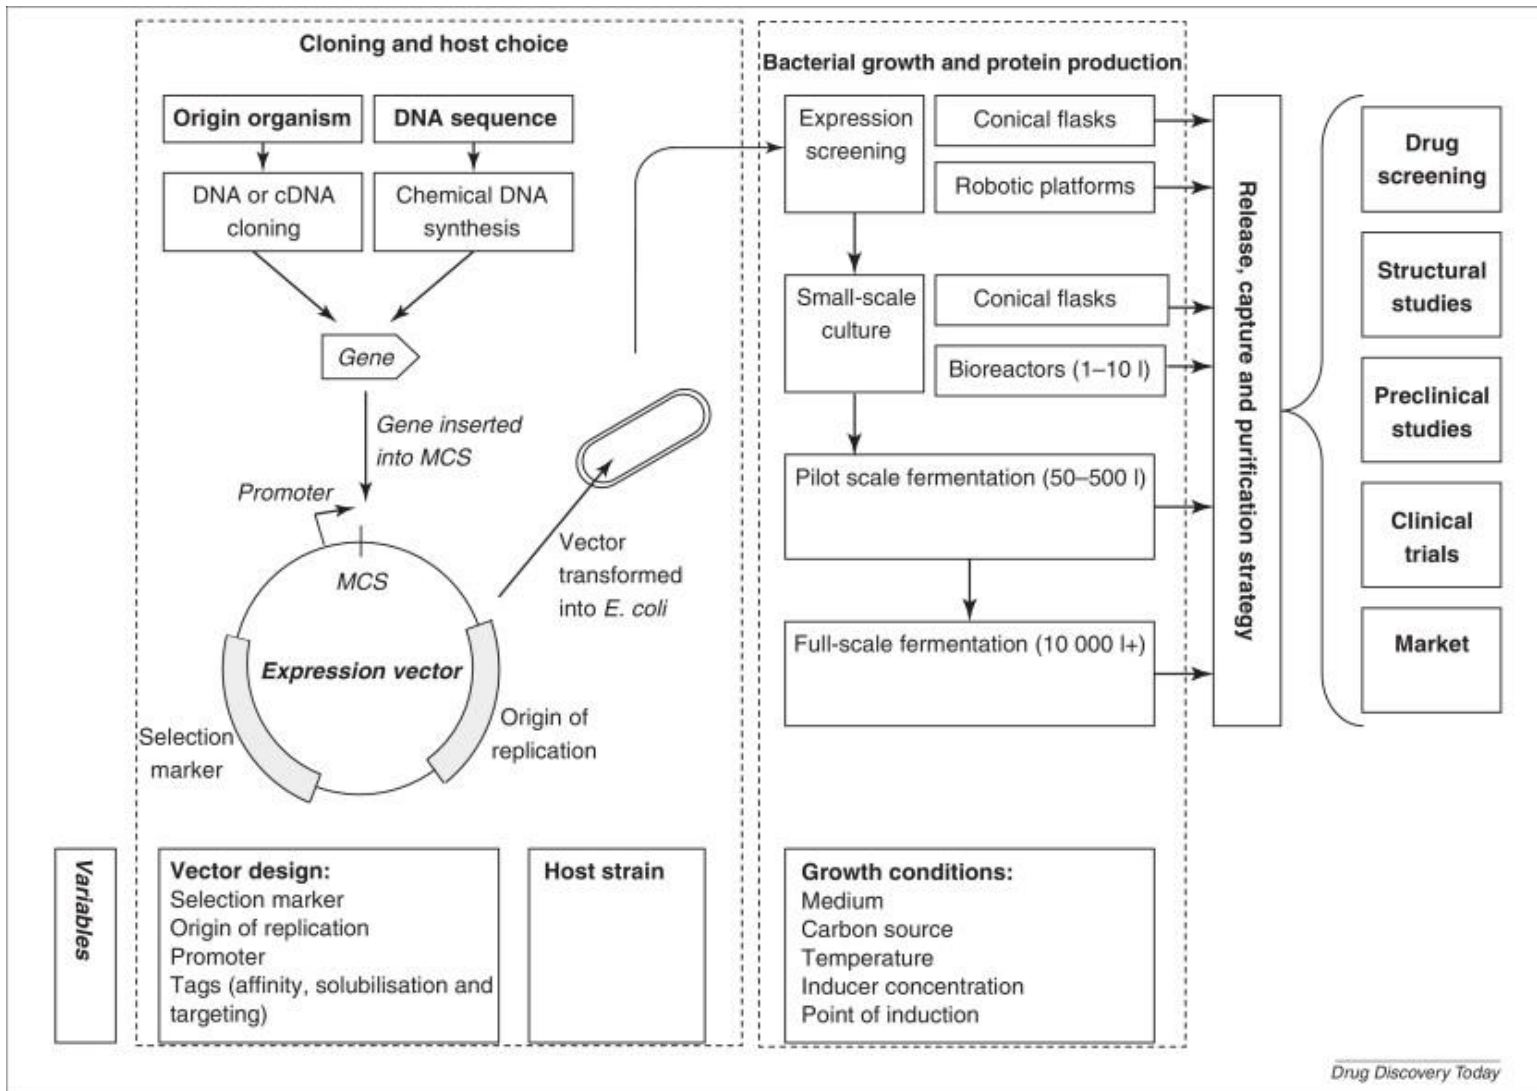 Cloning and host choice
Origin organism
DNA sequence
DNA or cDNA
cloning
Chemical DNA
synthesis
Gene
Gene inserted
into MCS
Promoter
MCS
Expression vector
Selection
marker
Origin of
replication
Vector
transformed
into E. coli
Bacterial growth and protein production
Expression
screening
Conical flasks
Robotic platforms
Small-scale
culture
Conical flasks
Bioreactors (1–10 l)
Pilot scale fermentation (50–500 l)
Full-scale fermentation (10 000 l+)
Release, capture and purification strategy
Drug
screening
Structural
studies
Preclinical
studies
Clinical
trials
Market
Variables
Vector design:
Selection marker
Origin of replication
Promoter
Tags (affinity, solubilisation and
targeting)
Host strain
Growth conditions:
Medium
Carbon source
Temperature
Inducer concentration
Point of induction
Drug Discovery Today